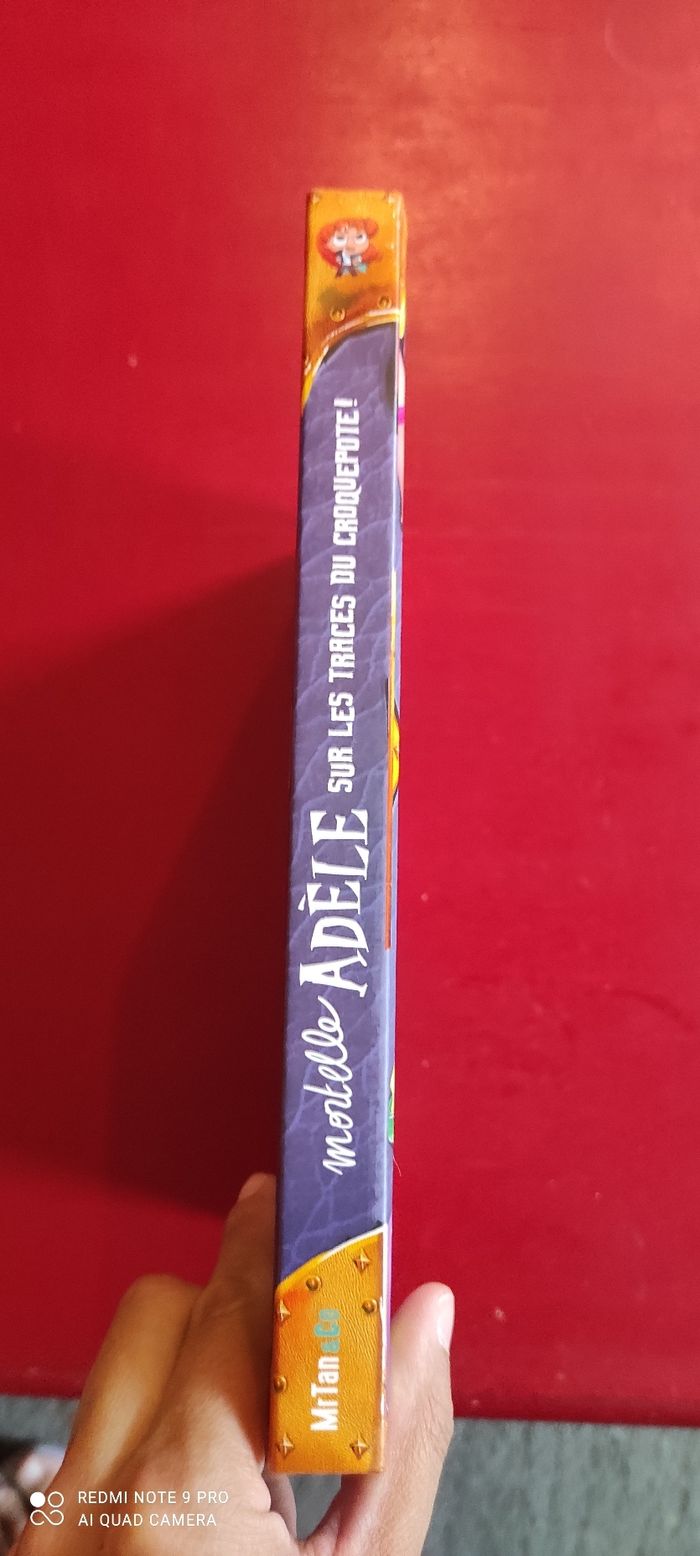 mortelle ADÈLE SUR LES TRACES DU CROQUEPOTE!
MrTan&Co
REDMI NOTE 9 PRO
AI QUAD CAMERA